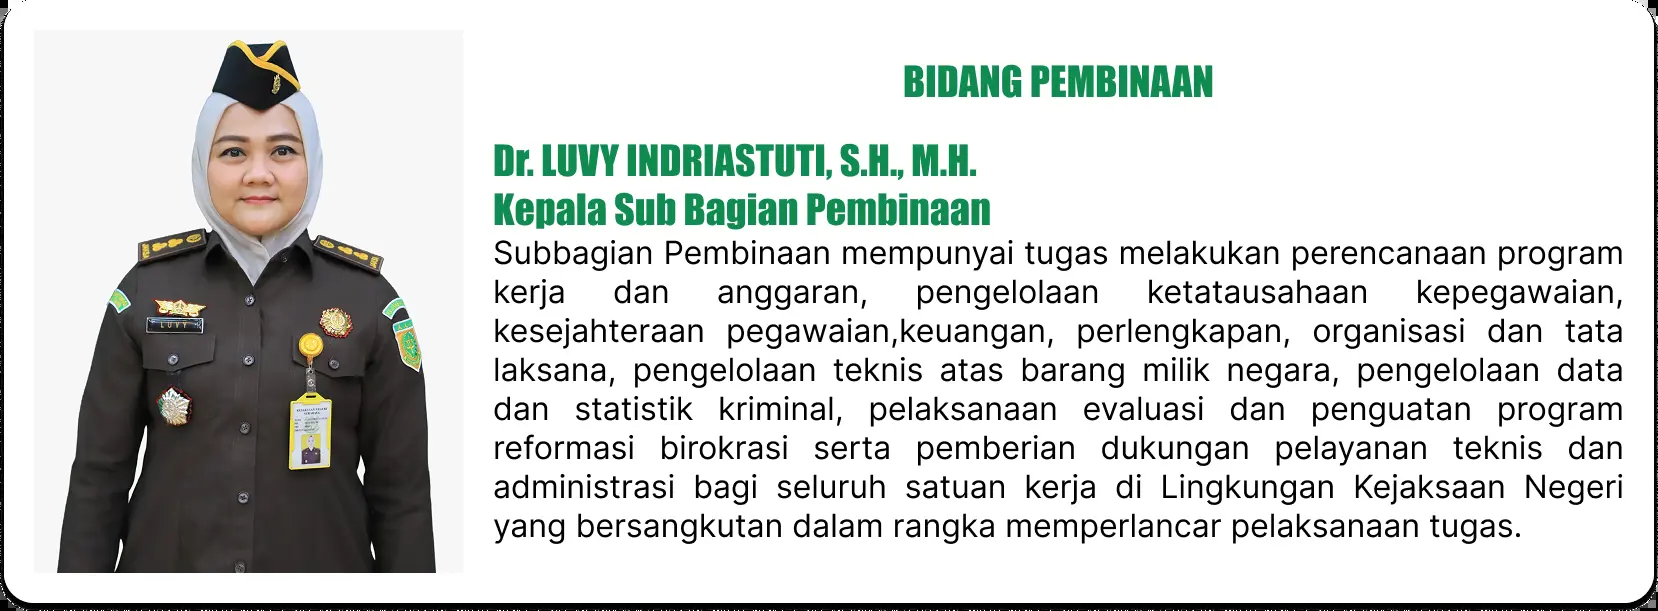 BIDANG PEMBINAAN
Dr. LUVY INDRIASTUTI, S.H., M.H.
Kepala Sub Bagian Pembinaan
Subbagian Pembinaan mempunyai tugas melakukan perencanaan program
kerja dan anggaran, pengelolaan ketatausahaan kepegawaian,
kesejahteraan pegawaian,keuangan, perlengkapan, organisasi dan tata
laksana, pengelolaan teknis atas barang milik negara, pengelolaan data
dan statistik kriminal, pelaksanaan evaluasi dan penguatan program
reformasi birokrasi serta pemberian dukungan pelayanan teknis dan
administrasi bagi seluruh satuan kerja di Lingkungan Kejaksaan Negeri
yang bersangkutan dalam rangka memperlancar pelaksanaan tugas.
LUVY